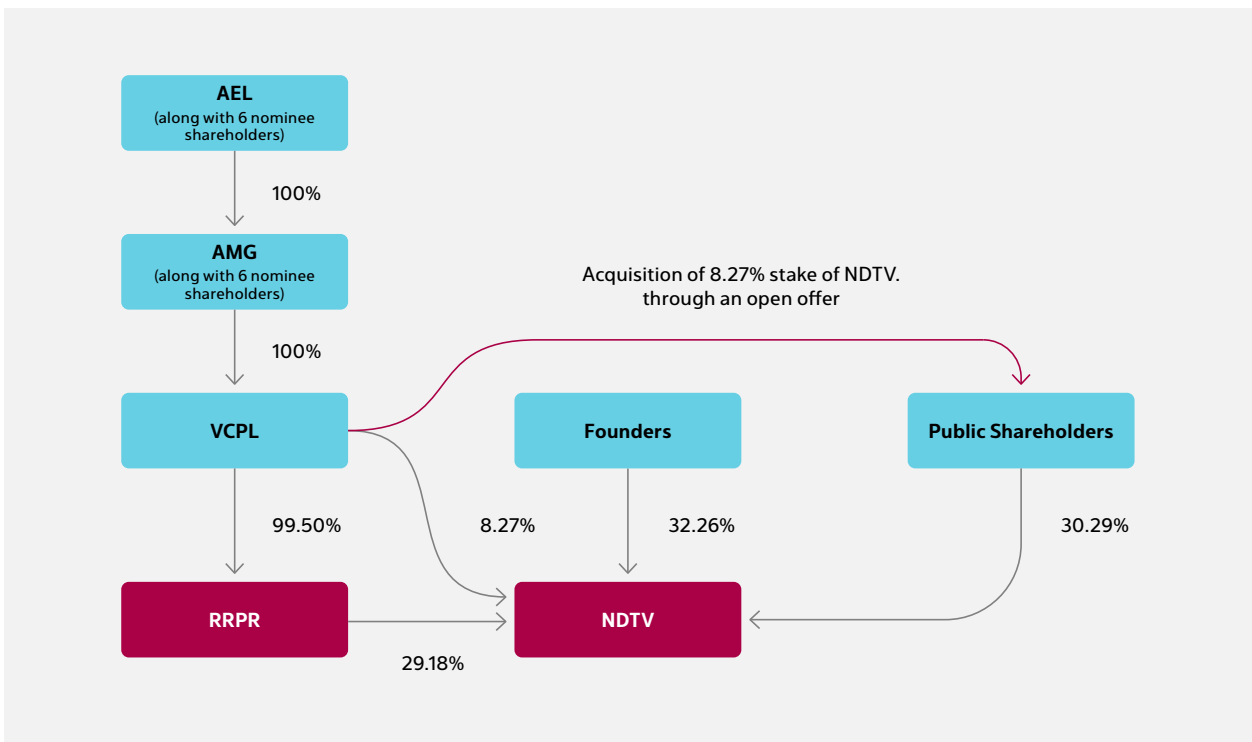 AEL
(along with 6 nominee
shareholders)
100%
AMG
(along with 6 nominee
shareholders)
Acquisition of 8.27% stake of NDTV.
through an open offer
100%
VCPL
Founders
Public Shareholders
99.50%
8.27%
32.26%
30.29%
RRPR
NDTV
29.18%